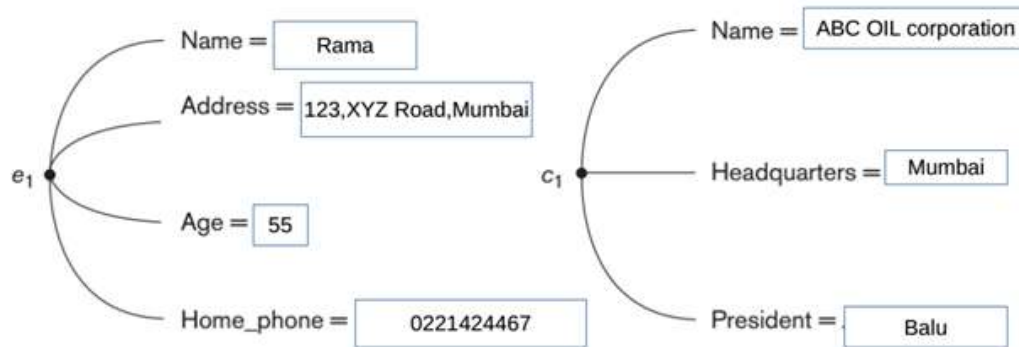 e1
Name = Rama
Address = 123,XYZ Road,Mumbai
Age = 55
Home_phone = 0221424467
c1
Name = ABC OIL corporation
Headquarters = Mumbai
President = Balu